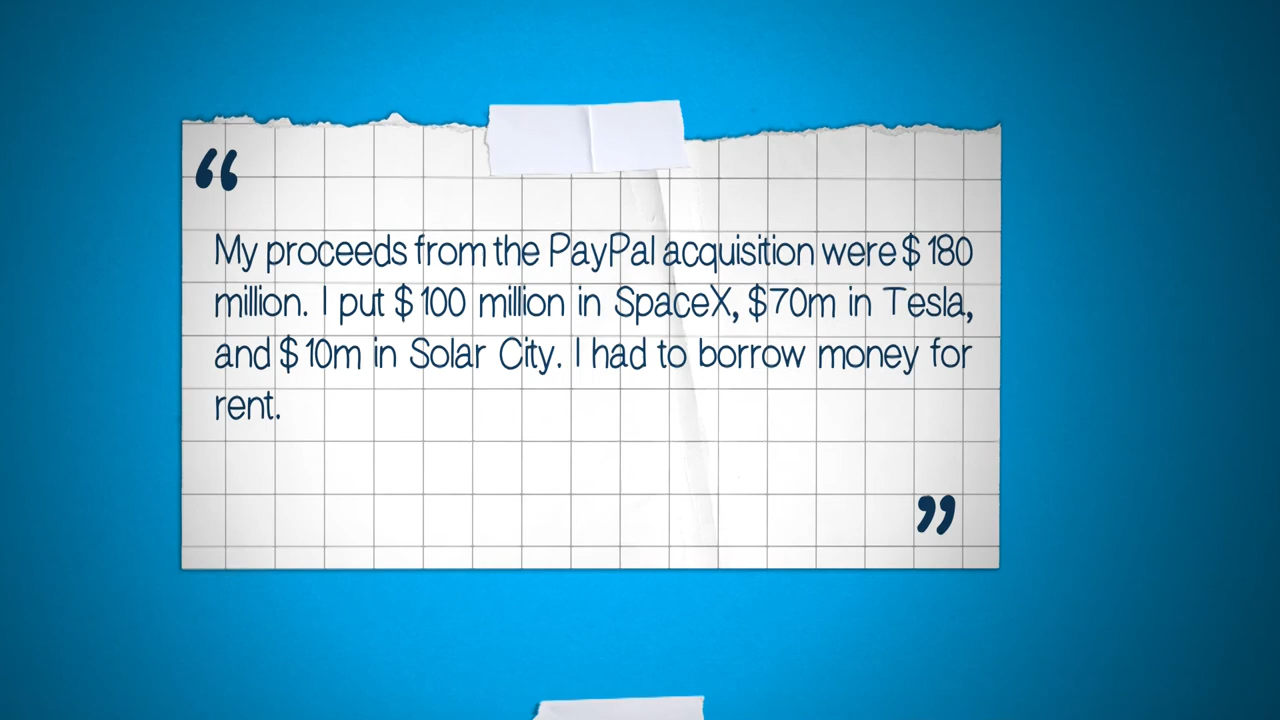 “
My proceeds from the PayPal acquisition were $ 180
million. I put $ 100 million in SpaceX, $70m in Tesla,
and $ 10m in Solar City. I had to borrow money for
rent.
”